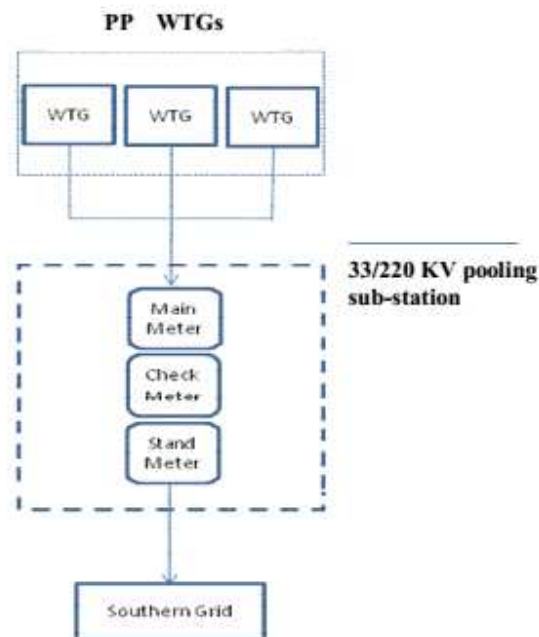 PP WTGs
WTG
WTG
WTG
33/220 KV pooling
sub-station
Main
Meter
Check
Meter
Stand
Meter
Southern Grid